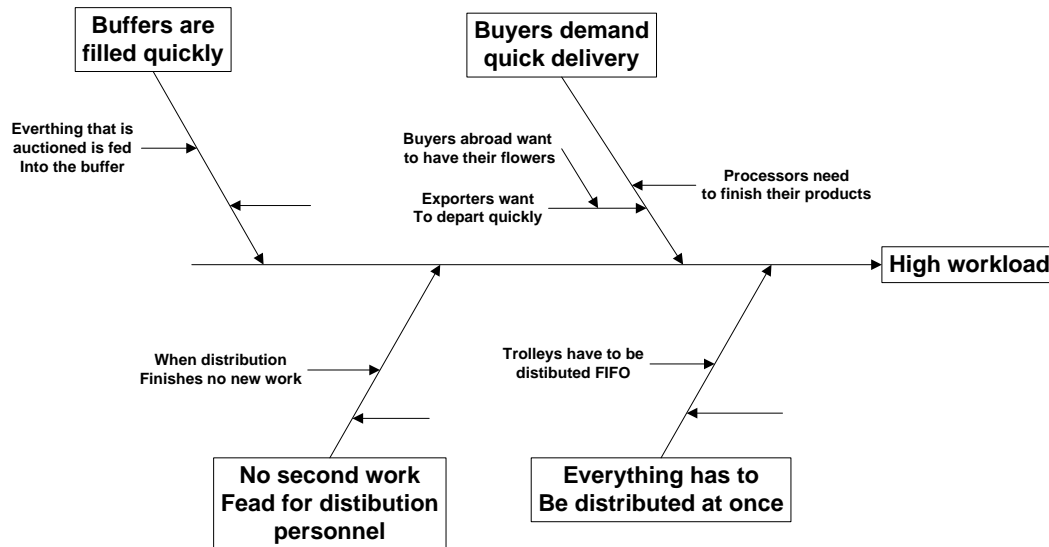 Buffers are
filled quickly
Buyers demand
quick delivery
Everthing that is
auctioned is fed
Into the buffer
Buyers abroad want
to have their flowers
Exporters want
To depart quickly
Processors need
to finish their products
High workload
When distribution
Finishes no new work
Trolleys have to be
distibuted FIFO
No second work
Fead for distibution
personnel
Everything has to
Be distributed at once